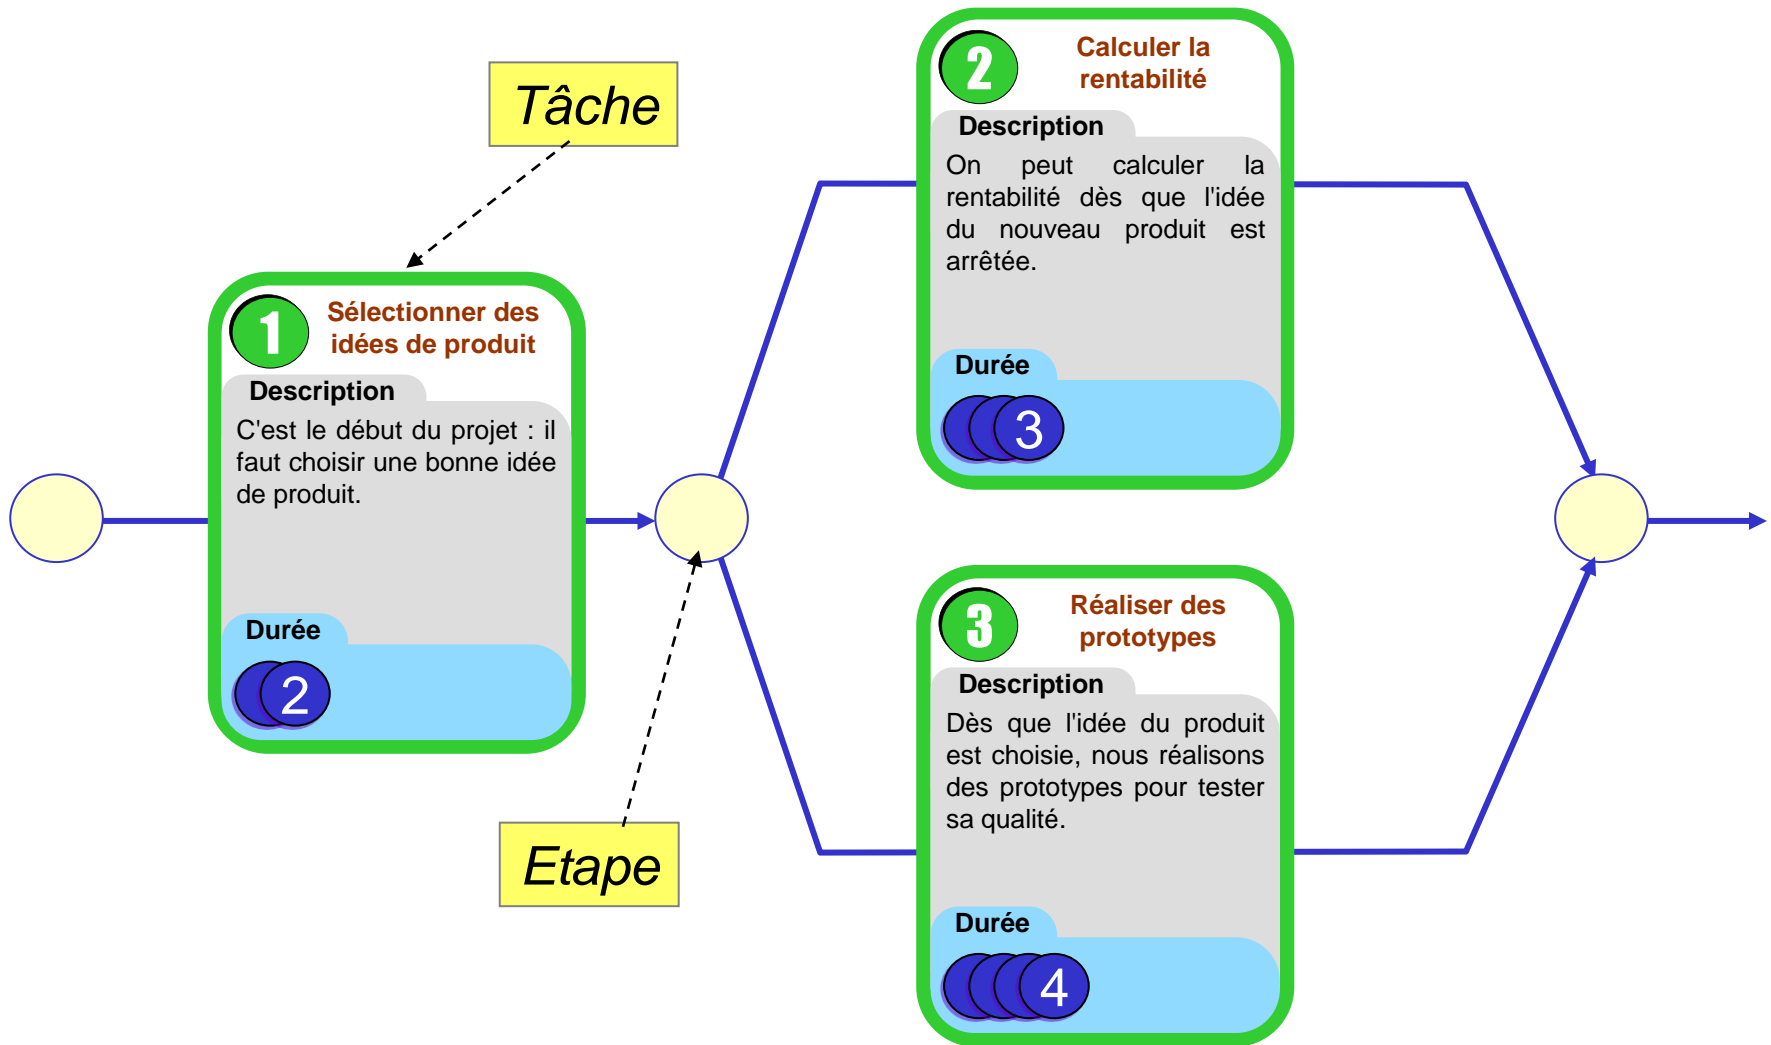 Tâche
1
Sélectionner des
idées de produit
Description
C'est le début du projet : il
faut choisir une bonne idée
de produit.
Durée
2
Etape
2
Calculer la
rentabilité
Description
On peut calculer la
rentabilité dès que l'idée
du nouveau produit est
arrêtée.
Durée
3
3
Réaliser des
prototypes
Description
Dès que l'idée du produit
est choisie, nous réalisons
des prototypes pour tester
sa qualité.
Durée
4